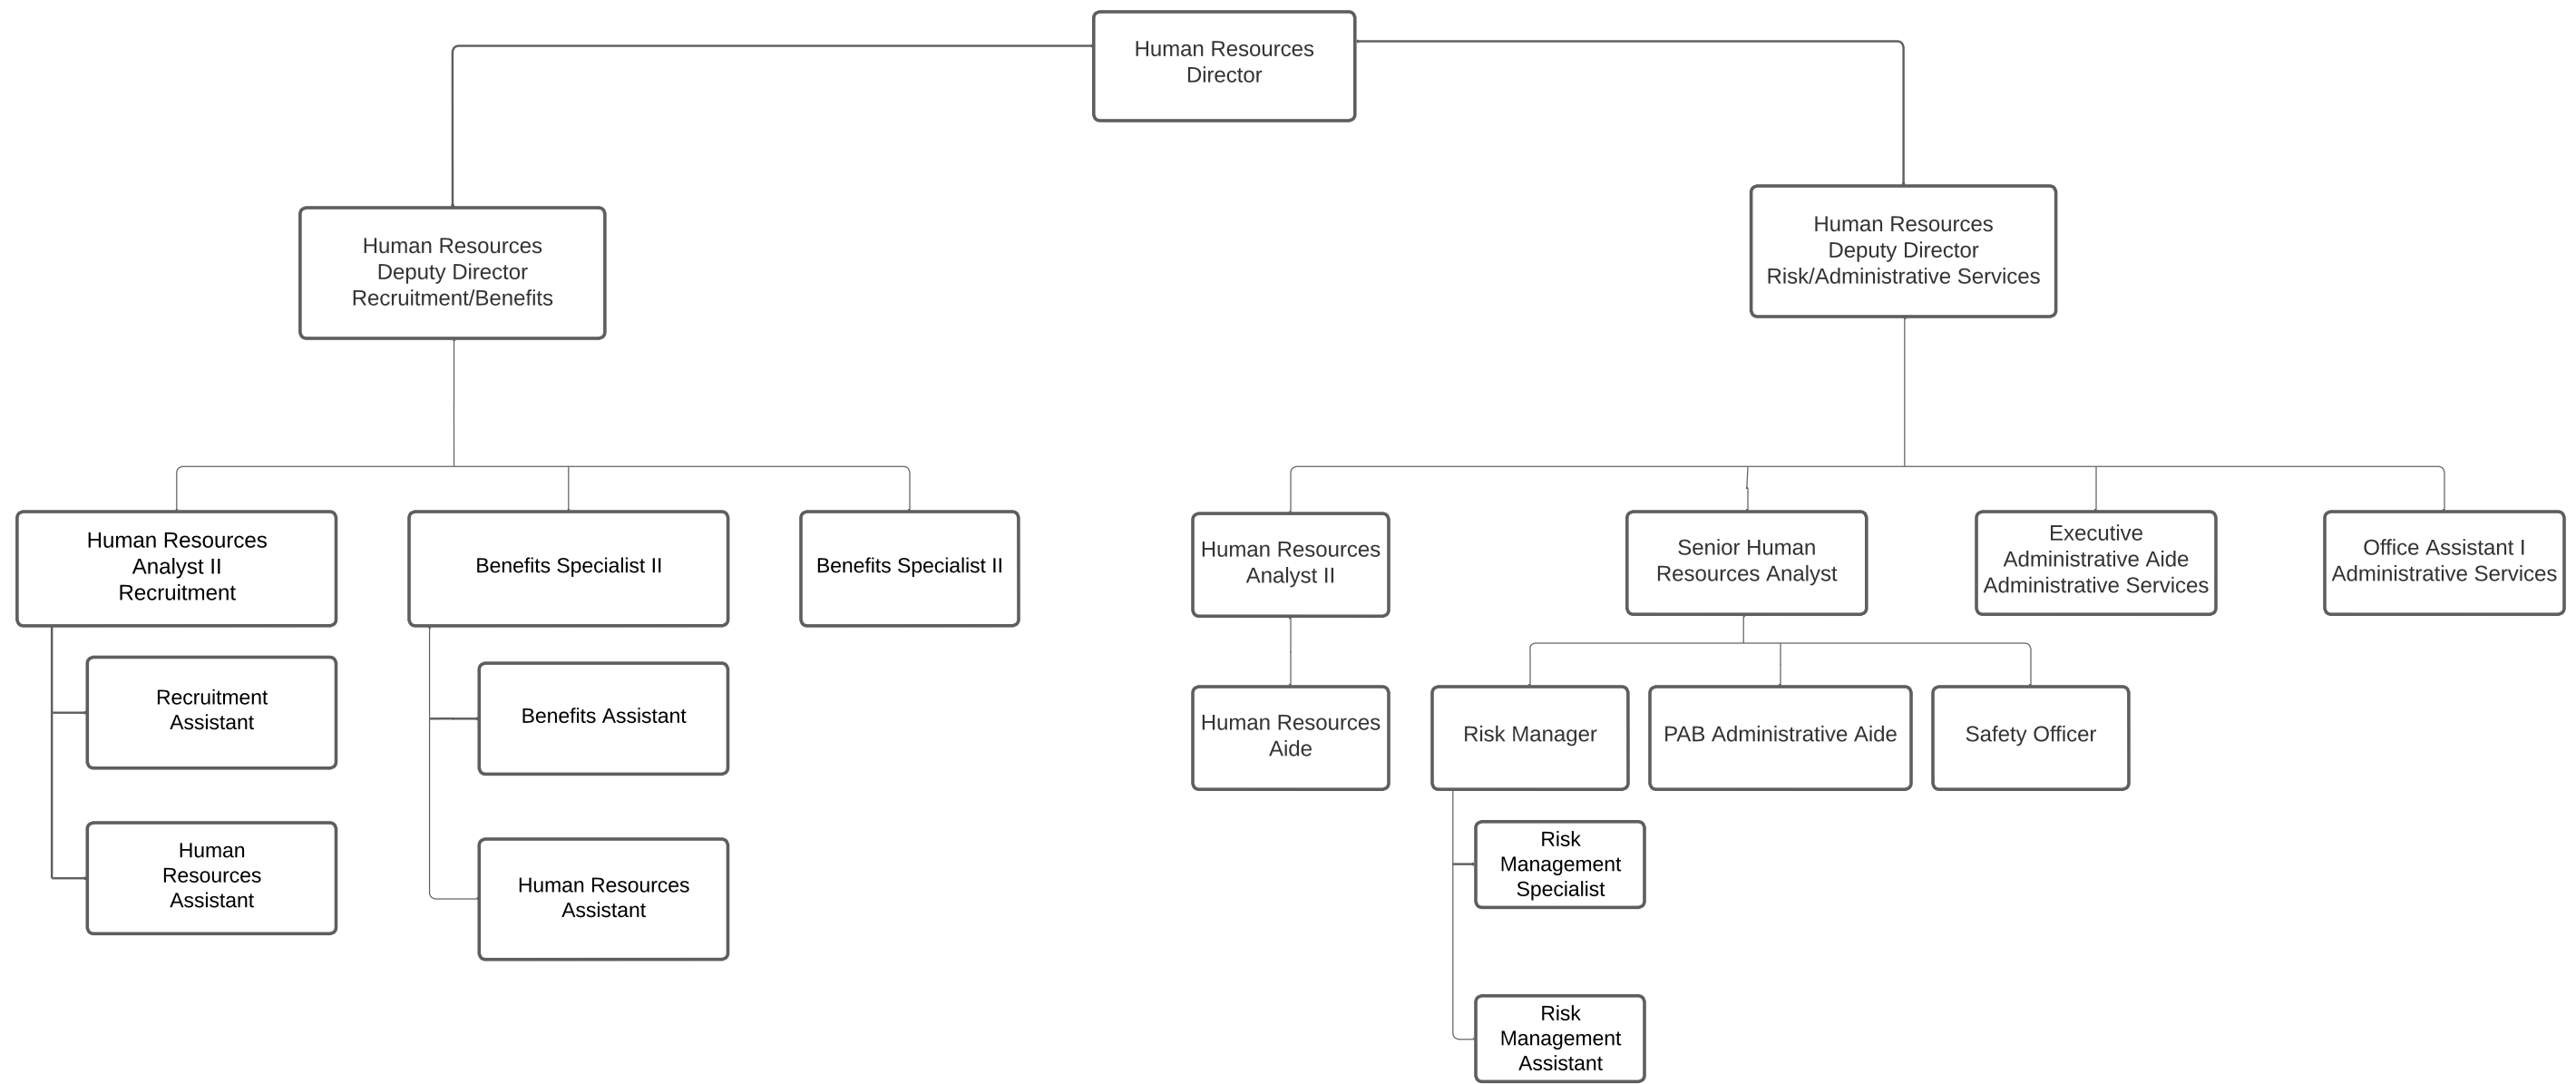 Human Resources
Director
Human Resources
Deputy Director
Recruitment/Benefits
Human Resources
Deputy Director
Risk/Administrative Services
Human Resources
Analyst II
Recruitment
Benefits Specialist II
Benefits Specialist II
Human Resources
Analyst II
Senior Human
Resources Analyst
Executive
Administrative Aide
Administrative Services
Office Assistant I
Administrative Services
Recruitment
Assistant
Benefits Assistant
Human Resources
Aide
Risk Manager
PAB Administrative Aide
Safety Officer
Human
Resources
Assistant
Human Resources
Assistant
Risk
Management
Specialist
Risk
Management
Assistant